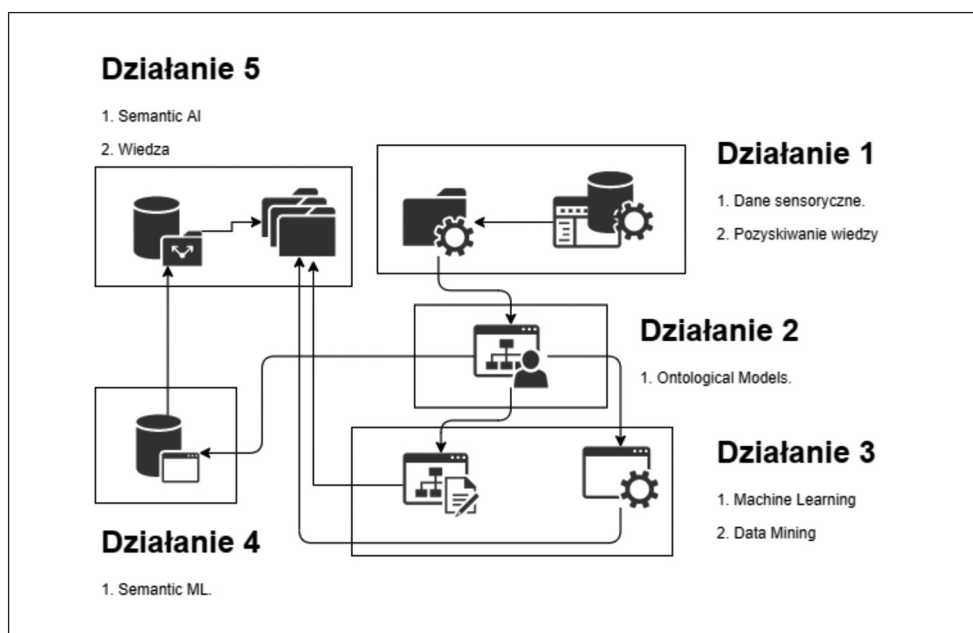 Działanie 5
1. Semantic AI
2. Wiedza
Działanie 1
1. Dane sensoryczne.
2. Pozyskiwanie wiedzy
Działanie 2
1. Ontological Models.
Działanie 3
1. Machine Learning
2. Data Mining
Działanie 4
1. Semantic ML.